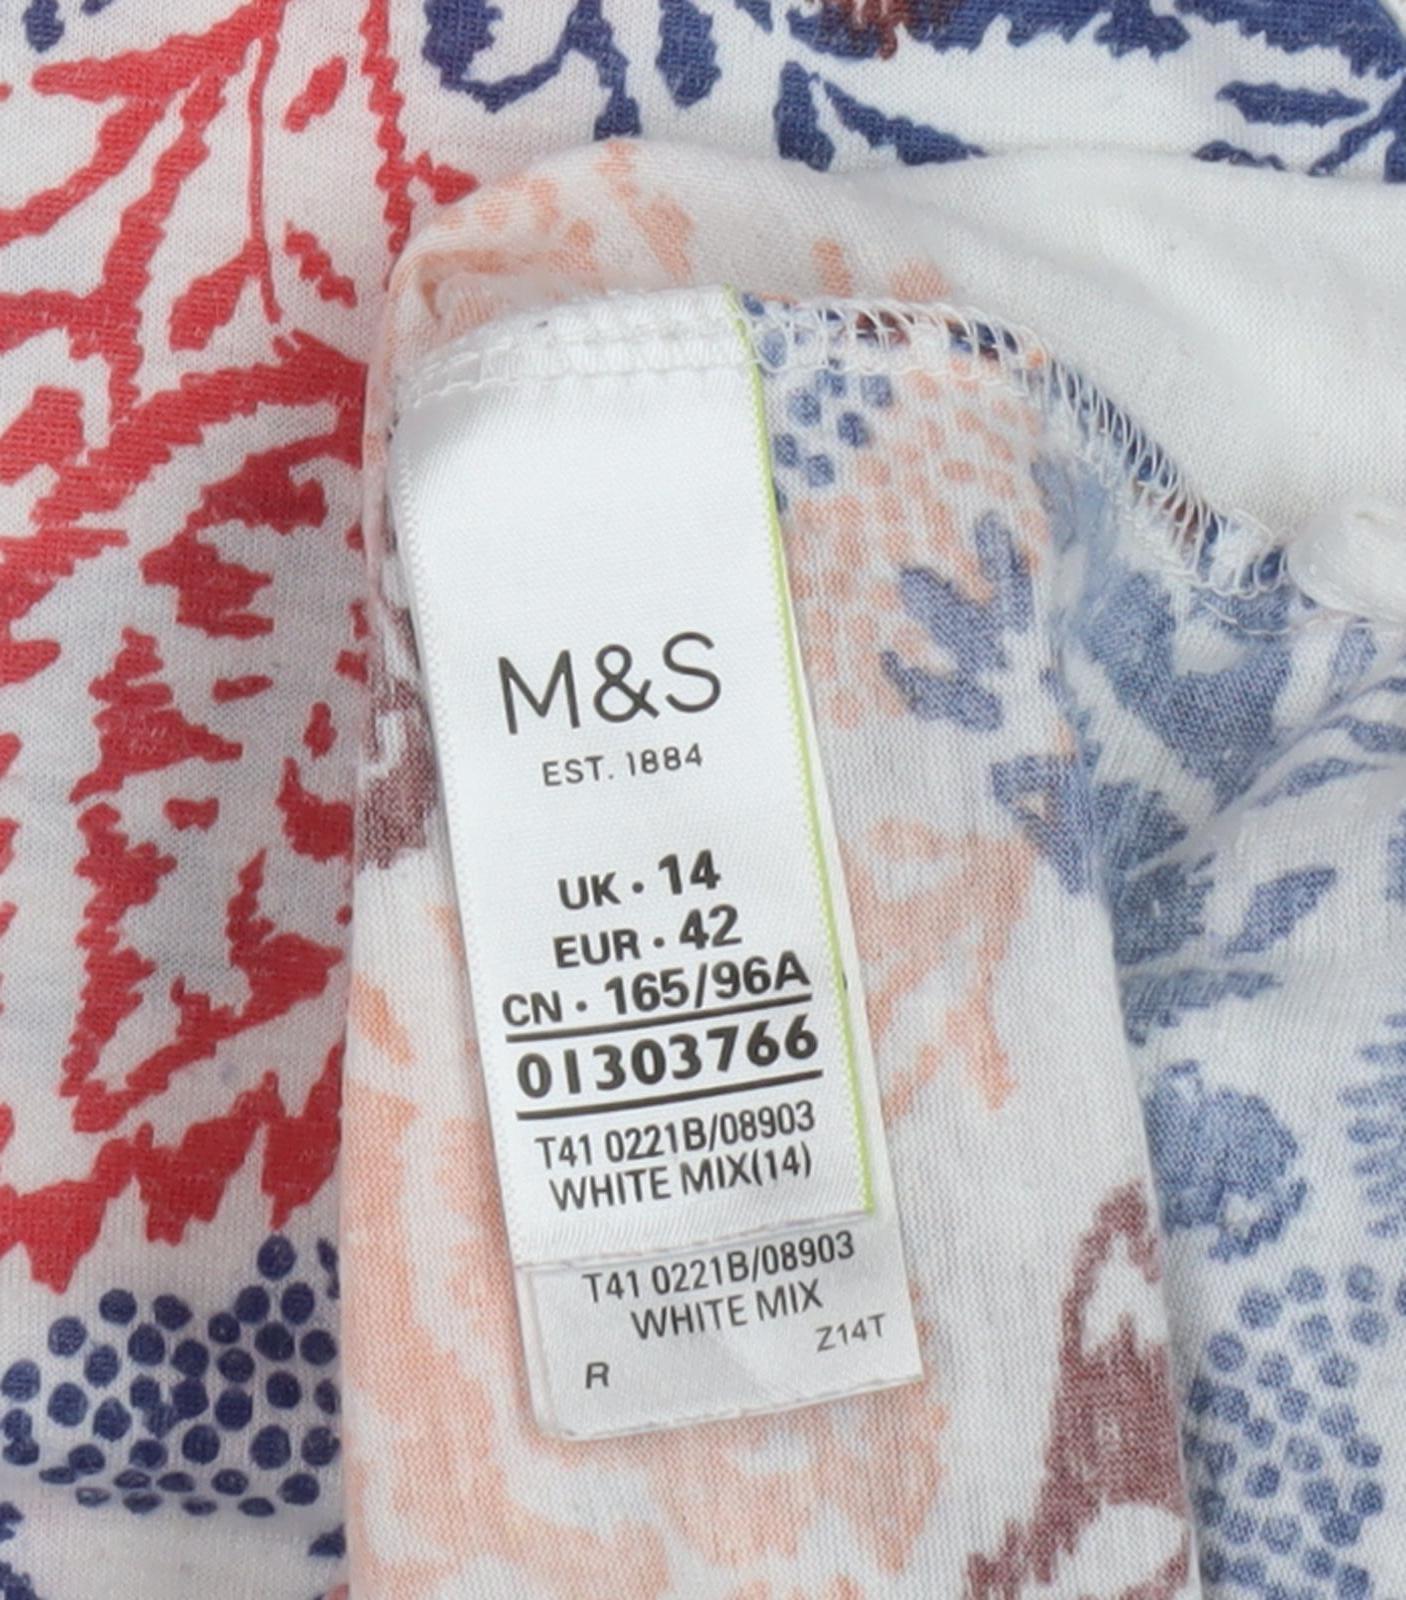 M&S
EST. 1884
UK • 14
EUR • 42
CN • 165/96A
01303766
T41 0221B/08903
WHITE MIX(14)
T41 0221B/08903
WHITE MIX
Z14T
R